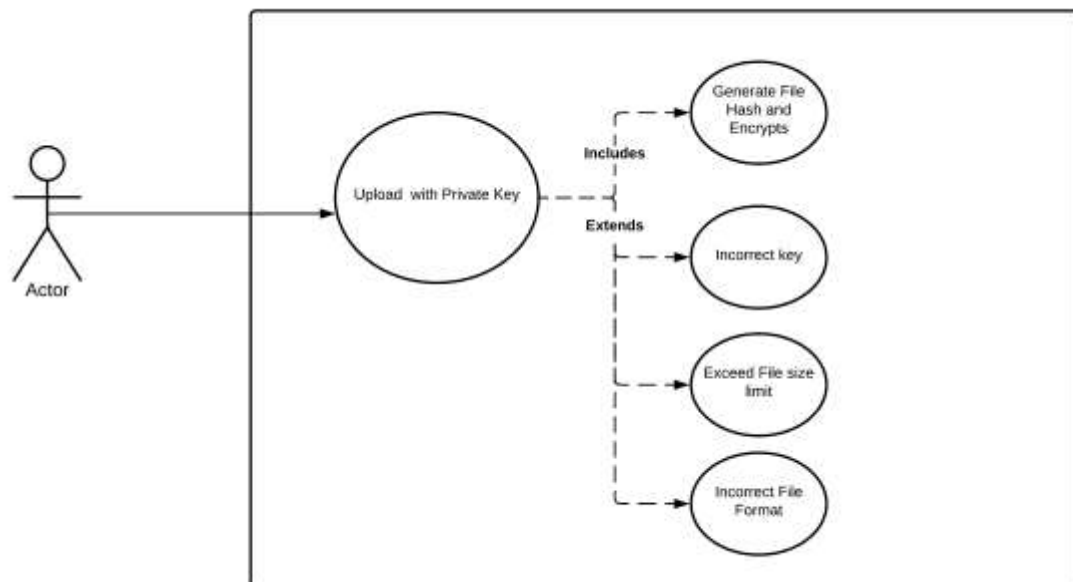 Generate File
Hash and
Encrypts
Includes
Upload with Private Key
Extends
Incorrect key
Actor
Exceed File size
limit
Incorrect File
Format